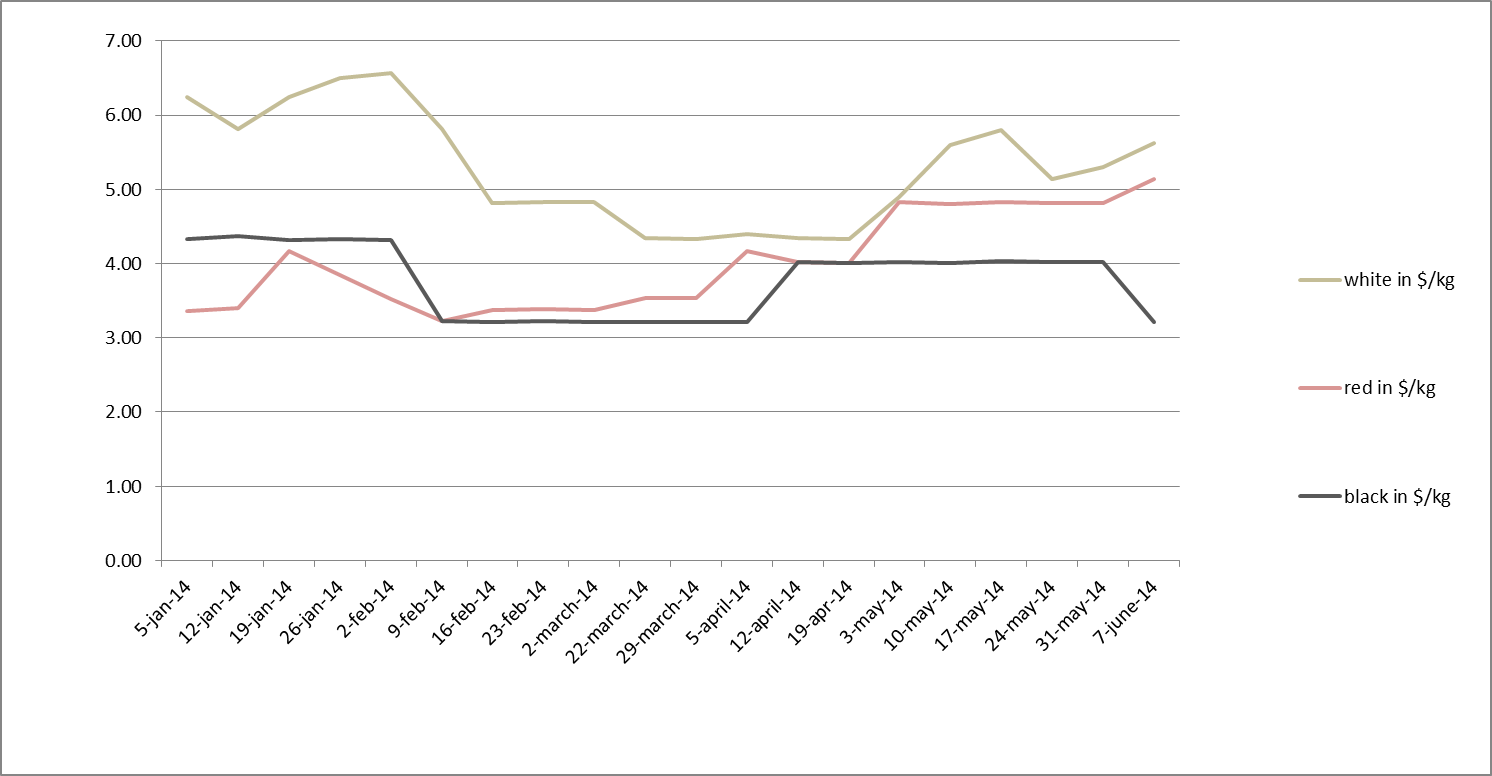 7.00
6.00
5.00
4.00
3.00
2.00
1.00
0.00
5-jan-14
12-jan-14
19-jan-14
26-jan-14
2-feb-14
9-feb-14
16-feb-14
23-feb-14
2-march-14
22-march-14
29-march-14
5-april-14
12-april-14
19-apr-14
3-may-14
10-may-14
17-may-14
24-may-14
31-may-14
7-june-14
white in $/kg
red in $/kg
black in $/kg